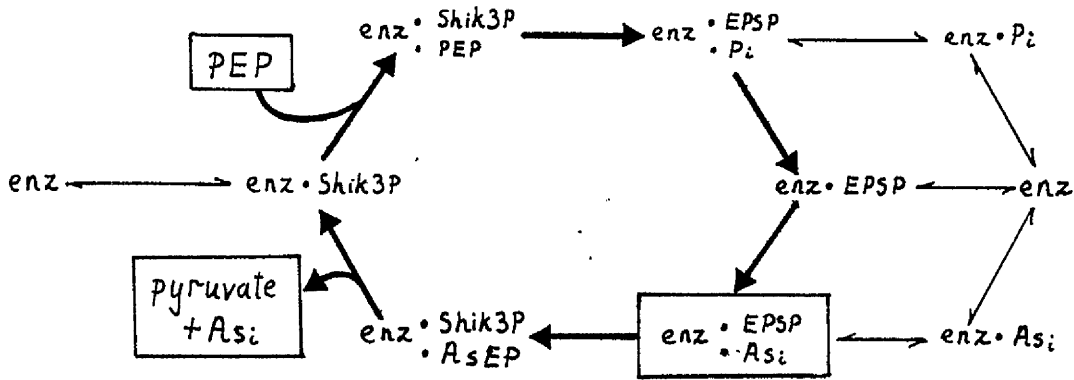 enz • Shik3P
• PEP
enz • EPSP
• Pi
enz • Pi
PEP
enz
enz • Shik3P
enz • EPSP
enz
pyruvate
+ Asi
enz • Shik3P
• AsEP
enz • EPSP
• Asi
enz • Asi